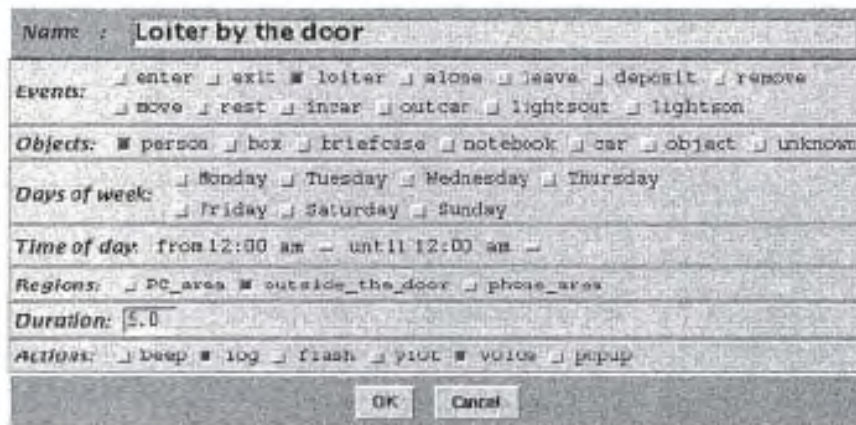 Name : Loiter by the door
Events: enter exit loiter alone leave deposit remove
move rest incar outcar lightsout lightson
Objects: person box briefcase notebook car object unknown
Days of week: Monday Tuesday Wednesday Thursday
Friday Saturday Sunday
Time of day: from 12:00 am until 12:00 am
Regions: PC_area outside_the_door phone_area
Duration: 5.0
Actions: beep log flash plot voice popup
OK Cancel